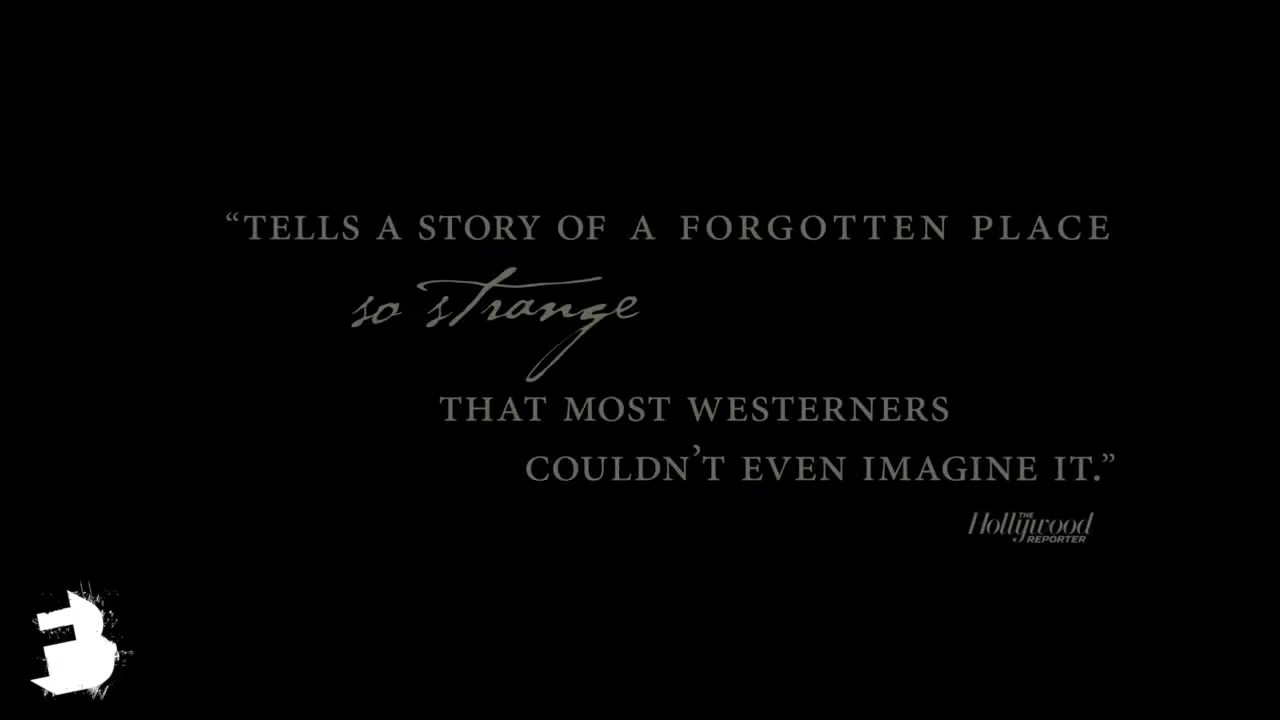 “TELLS A STORY OF A FORGOTTEN PLACE
so strange
THAT MOST WESTERNERS
COULDN’T EVEN IMAGINE IT.”
THE
Hollywood
REPORTER
B